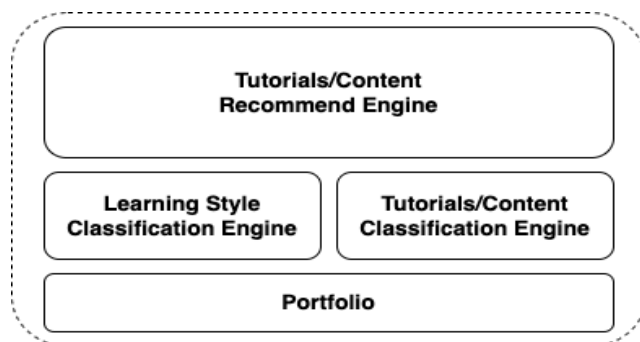 Tutorials/Content
Recommend Engine
Learning Style
Classification Engine
Tutorials/Content
Classification Engine
Portfolio